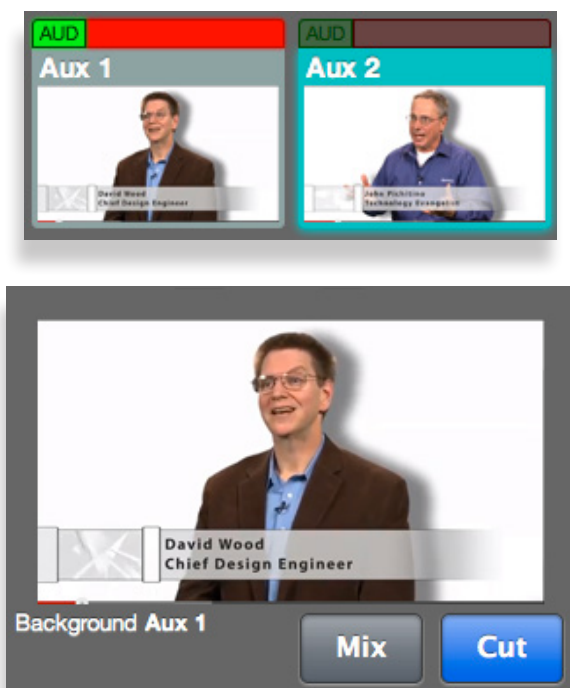 AUD AUD
Aux 1 Aux 2
David Wood
Chief Design Engineer
John Pichitino
Technology Evangelist
David Wood
Chief Design Engineer
Background Aux 1
Mix Cut